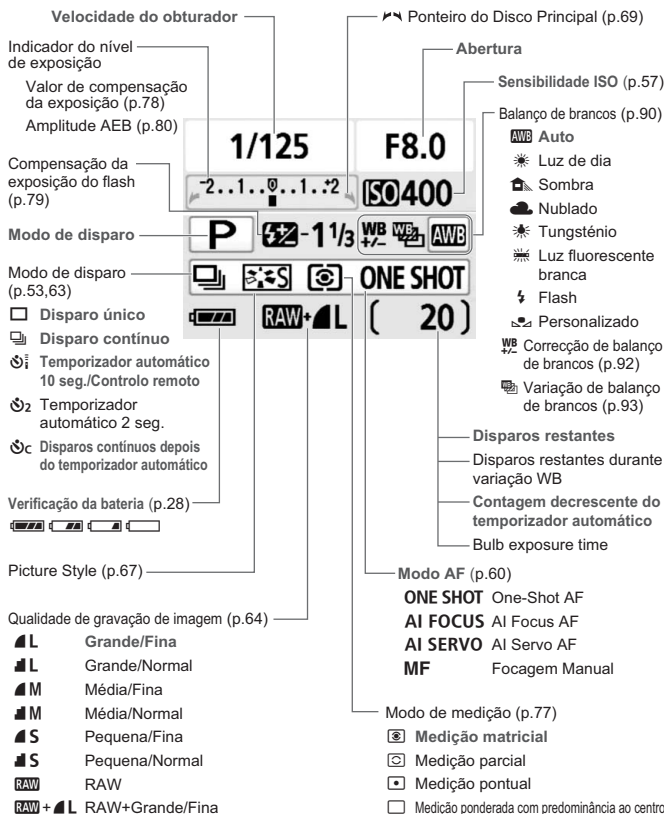 Velocidade do obturador
Ponteiro do Disco Principal (p.69)
Indicador do nível
de exposição
Valor de compensação
da exposição (p.78)
Amplitude AEB (p.80)
Compensação da
exposição do flash
(p.79)
Modo de disparo
Modo de disparo
(p.53,63)
Disparo único
Disparo contínuo
Temporizador automático
10 seg./Controlo remoto
2 Temporizador
automático 2 seg.
C Disparos contínuos depois
do temporizador automático
Verificação da bateria (p.28)
Picture Style (p.67)
Qualidade de gravação de imagem (p.64)
L Grande/Fina
L Grande/Normal
M Média/Fina
M Média/Normal
S Pequena/Fina
S Pequena/Normal
RAW RAW
RAW + L RAW+Grande/Fina
1/125 F8.0
-2..1..0..1..+2 ISO 400
P -1 1/3 WB +/- WB AWB
S ONE SHOT
RAW + L [ 20 ]
Abertura
Sensibilidade ISO (p.57)
Balanço de brancos (p.90)
AWB Auto
Luz de dia
Sombra
Nublado
Tungsténio
Luz fluorescente
branca
Flash
Personalizado
WB +/- Correcção de balanço
de brancos (p.92)
WB Variação de balanço
de brancos (p.93)
Disparos restantes
Disparos restantes durante
variação WB
Contagem decrescente do
temporizador automático
Bulb exposure time
Modo AF (p.60)
ONE SHOT One-Shot AF
AI FOCUS AI Focus AF
AI SERVO AI Servo AF
MF Focagem Manual
Modo de medição (p.77)
Medição matricial
Medição parcial
Medição pontual
Medição ponderada com predominância ao centro